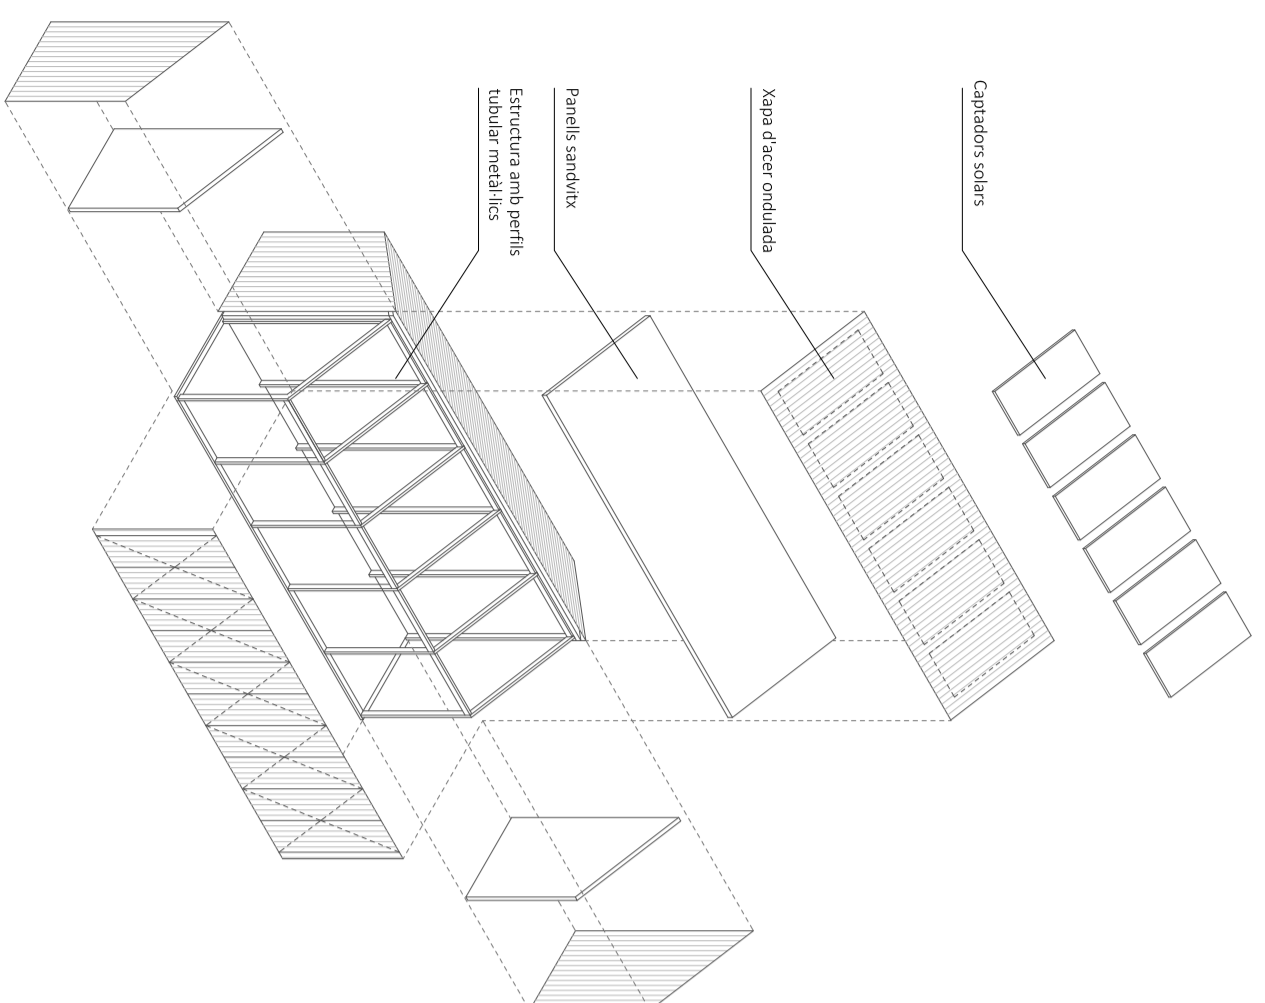 Captadors solars
Xapa d'acer ondulada
Panells sandvitx
Estructura amb perfils
tubular metàl·lics